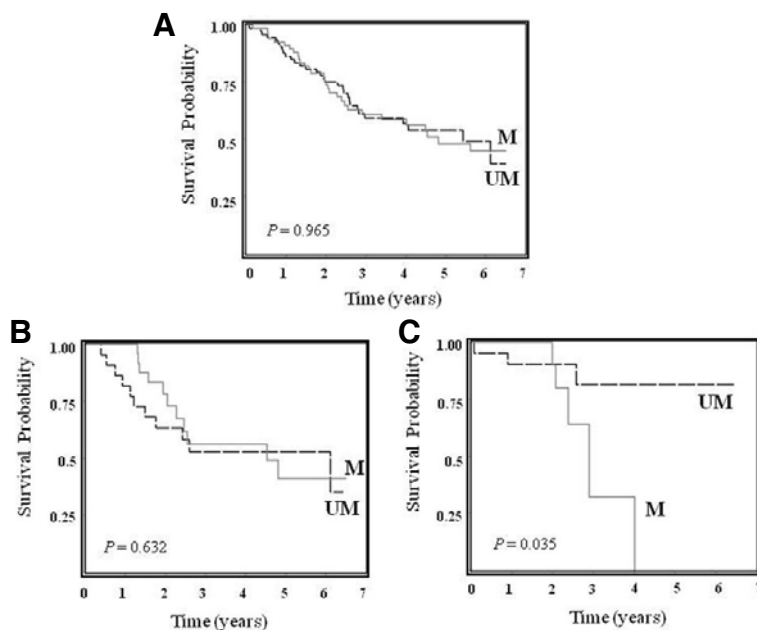 A
Survival Probability
1.00
0.75
0.5
0.25
M
UM
P = 0.965
0 1 2 3 4 5 6 7
Time (years)
B
Survival Probability
1.00
0.75
0.5
0.25
M
UM
P = 0.632
0 1 2 3 4 5 6 7
Time (years)
C
Survival Probability
1.00
0.75
0.5
0.25
UM
M
P = 0.035
0 1 2 3 4 5 6 7
Time (years)